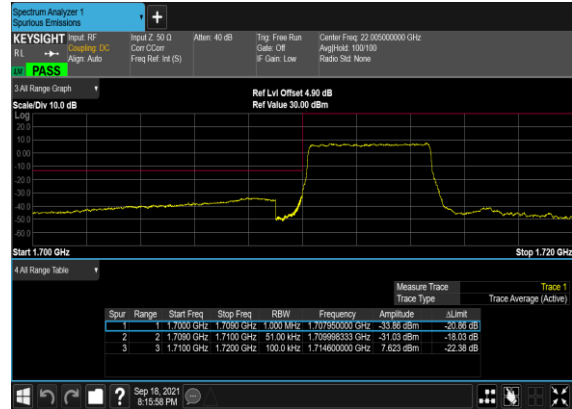 Spectrum Analyzer 1
Spurious Emissions
KEYSIGHT
RL
LM PASS
Input: RF
Coupling: DC
Align: Auto
Input Z: 50 Ω
Corr CCorr
Freq Ref: Int (S)
Atten: 40 dB
Trig: Free Run
Gate: Off
IF Gain: Low
Center Freq: 22.005000000 GHz
Avg|Hold: 100/100
Radio Std: None
3 All Range Graph
Scale/Div 10.0 dB
Ref Lvl Offset 4.90 dB
Ref Value 30.00 dBm
Log
20.0
10.0
0.00
-10.0
-20.0
-30.0
-40.0
-50.0
-60.0
Start 1.700 GHz
Stop 1.720 GHz
4 All Range Table
Measure Trace Trace 1
Trace Type Trace Average (Active)
Spur Range Start Freq Stop Freq RBW Frequency Amplitude ΔLimit
1 1 1.7000 GHz 1.7090 GHz 1.000 MHz 1.707950000 GHz -33.86 dBm -20.86 dB
2 2 1.7090 GHz 1.7100 GHz 51.00 kHz 1.709998333 GHz -31.03 dBm -18.03 dB
3 3 1.7100 GHz 1.7200 GHz 100.0 kHz 1.714600000 GHz 7.623 dBm -22.38 dB
?
Sep 18, 2021
8:15:58 PM